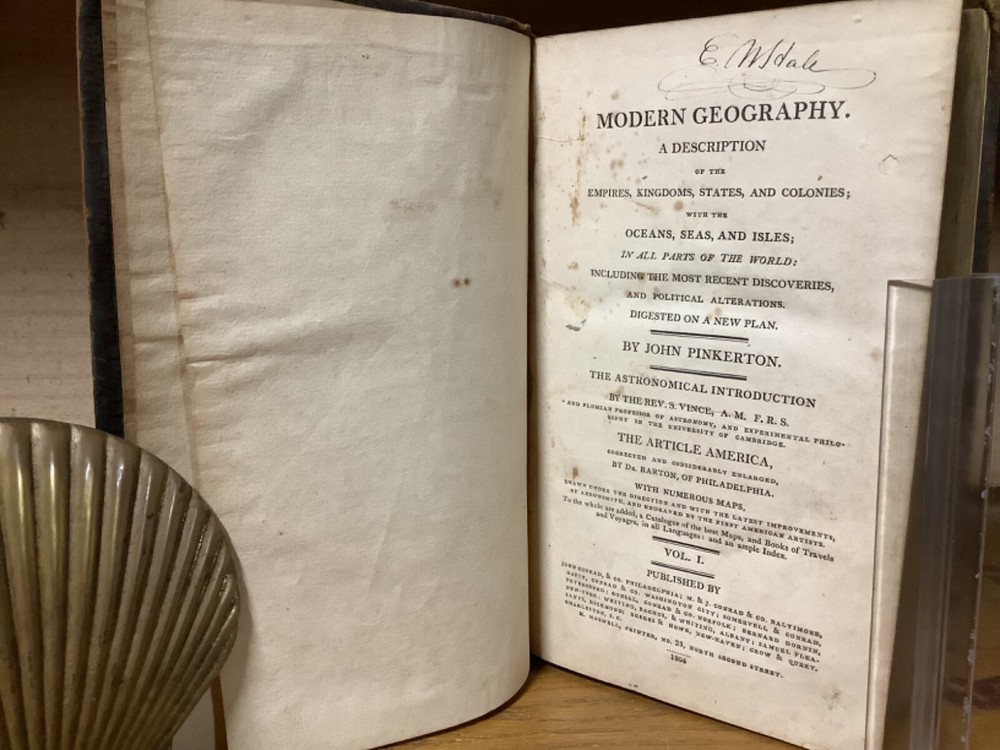 MODERN GEOGRAPHY.
A DESCRIPTION
OF THE
EMPIRES, KINGDOMS, STATES, AND COLONIES;
WITH THE
OCEANS, SEAS, AND ISLES;
IN ALL PARTS OF THE WORLD:
INCLUDING THE MOST RECENT DISCOVERIES,
AND POLITICAL ALTERATIONS.
DIGESTED ON A NEW PLAN.
BY JOHN PINKERTON.
THE ASTRONOMICAL INTRODUCTION
BY THE REV. S. VINCE, A. M. F. R. S.
AND PLUMIAN PROFESSOR OF ASTRONOMY, AND EXPERIMENTAL PHILO-
SOPHY IN THE UNIVERSITY OF CAMBRIDGE.
THE ARTICLE AMERICA,
CORRECTED AND CONSIDERABLY ENLARGED,
BY DR. BARTON, OF PHILADELPHIA.
WITH NUMEROUS MAPS,
DRAWN UNDER THE DIRECTION AND WITH THE LATEST IMPROVEMENTS,
BY ARROWSMITH, AND ENGRAVED BY THE FIRST AMERICAN ARTISTS.
To the whole are added, a Catalogue of the best Maps, and Books of Travels
and Voyages, in all Languages: and an ample Index.
VOL. I.
PUBLISHED BY
JOHN CONRAD, & CO. PHILADELPHIA; M. & J. CONRAD & CO. BALTIMORE,
RAPIN, CONRAD & CO. WASHINGTON CITY; SOMERVELL & CONRAD,
PETERSBURG; BONSAL, CONRAD & CO. NORFOLK; BERNARD DORNIN,
NEW-YORK; WHITING, BACKUS, & WHITING, ALBANY; SAMUEL PLEA-
SANTS, RICHMOND; BEERS & HOWE, NEW-HAVEN; CROW & QUERY,
CHARLESTON, S. C.
H. MAXWELL, PRINTER, NO. 25, NORTH SECOND STREET.
1804